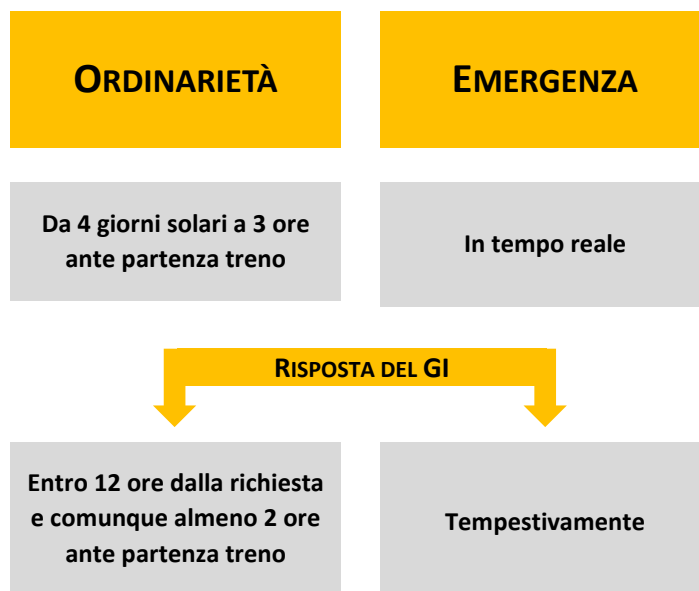 ORDINARIETÀ
EMERGENZA
Da 4 giorni solari a 3 ore
ante partenza treno
In tempo reale
RISPOSTA DEL GI
Entro 12 ore dalla richiesta
e comunque almeno 2 ore
ante partenza treno
Tempestivamente